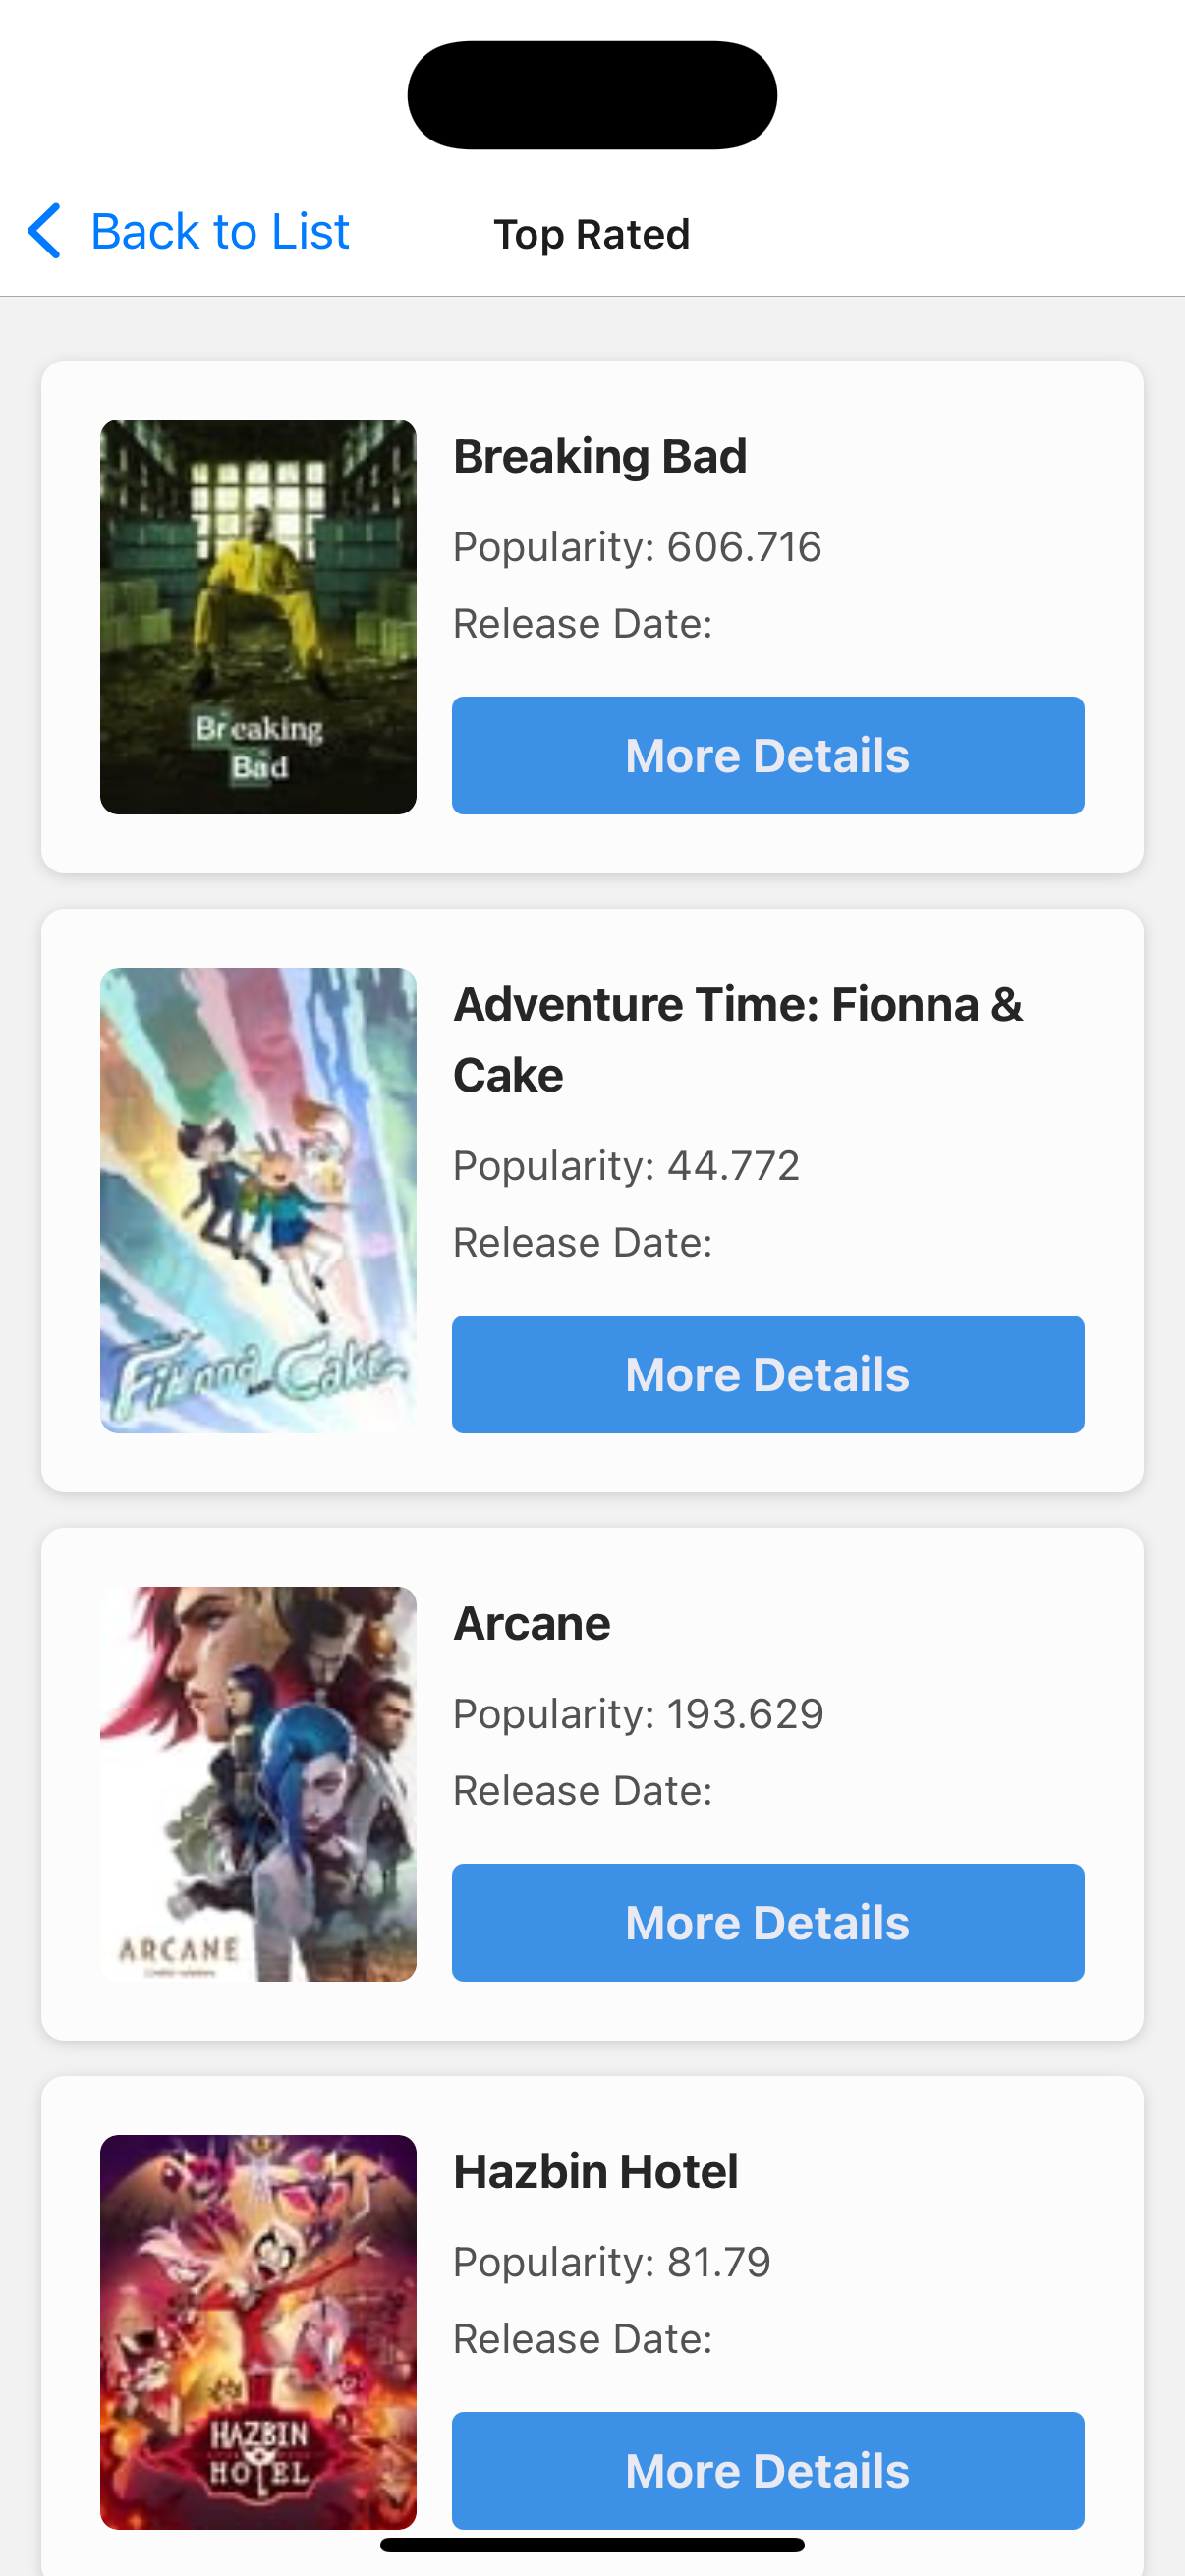 Back to List
Top Rated
Breaking Bad
Popularity: 606.716
Release Date:
More Details
Breaking
Bad
Adventure Time: Fionna &
Cake
Popularity: 44.772
Release Date:
More Details
Fionna and Cake
Arcane
Popularity: 193.629
Release Date:
More Details
ARCANE
Hazbin Hotel
Popularity: 81.79
Release Date:
More Details
HAZBIN
HOTEL